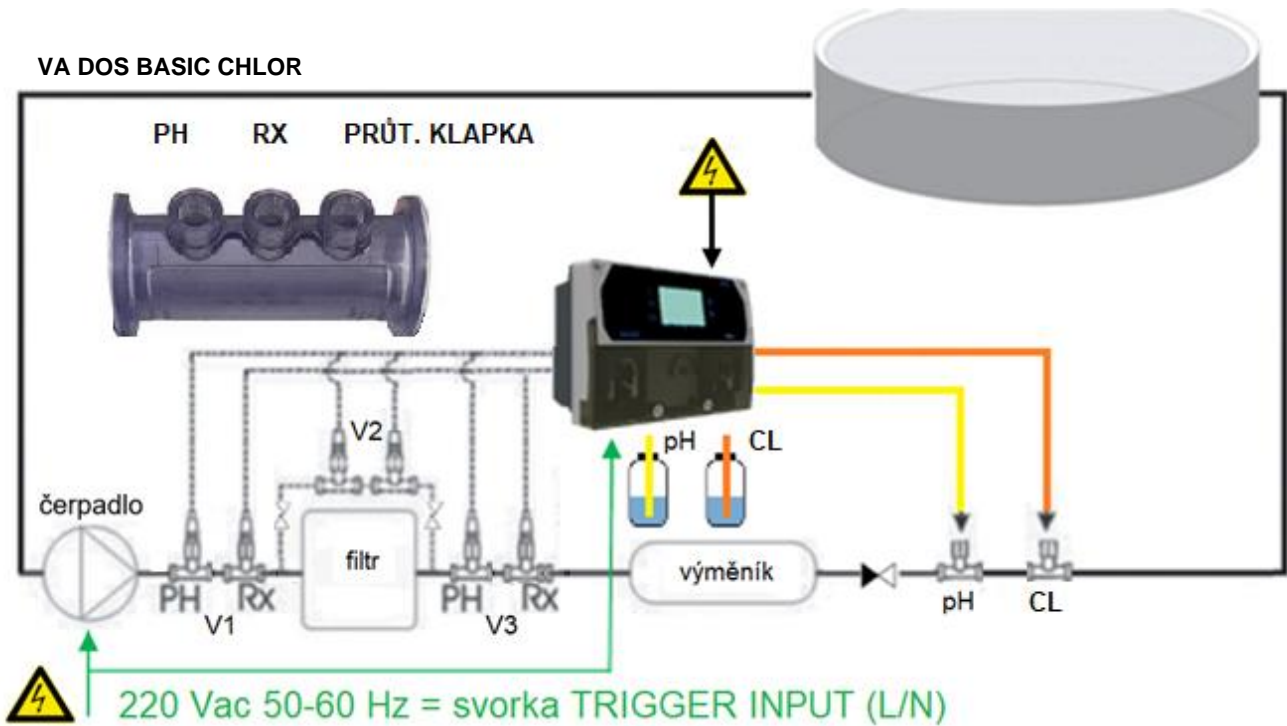 VA DOS BASIC CHLOR
PH RX PRŮT. KLAPKA
V2
pH CL
čerpadlo
filtr
výměník
PH Rx PH Rx
pH CL
V1 V3
220 Vac 50-60 Hz = svorka TRIGGER INPUT (L/N)